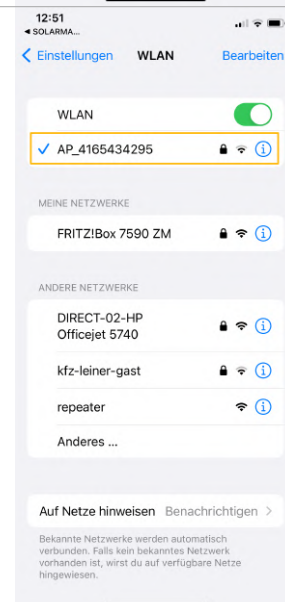 12:51
◀ SOLARMA...
Einstellungen WLAN Bearbeiten
WLAN
AP_4165434295
MEINE NETZWERKE
FRITZ!Box 7590 ZM
ANDERE NETZWERKE
DIRECT-02-HP
Officejet 5740
kfz-leiner-gast
repeater
Anderes ...
Auf Netze hinweisen Benachrichtigen
Bekannte Netzwerke werden automatisch
verbunden. Falls kein bekanntes Netzwerk
vorhanden ist, wirst du auf verfügbare Netze
hingewiesen.